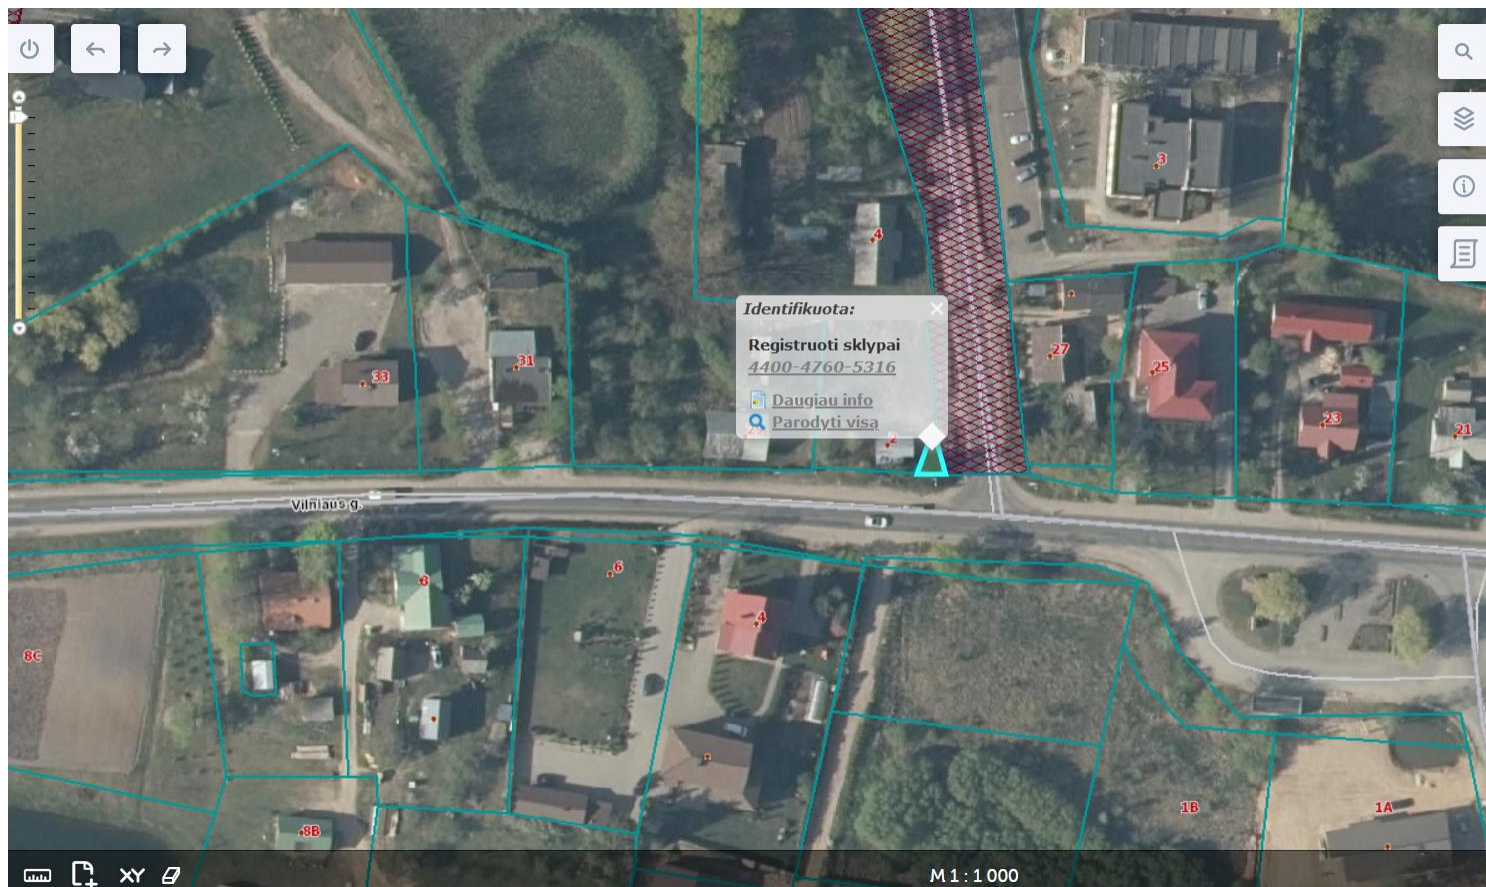 3
4
Identifikuota:
Registruoti sklypai
4400-4760-5316
Daugiau info
Parodyti visą
27
31
25
33
23
21
2
Vilniaus g.
6
8
4
8C
1B
1A
8B
XY
M 1 : 1 000